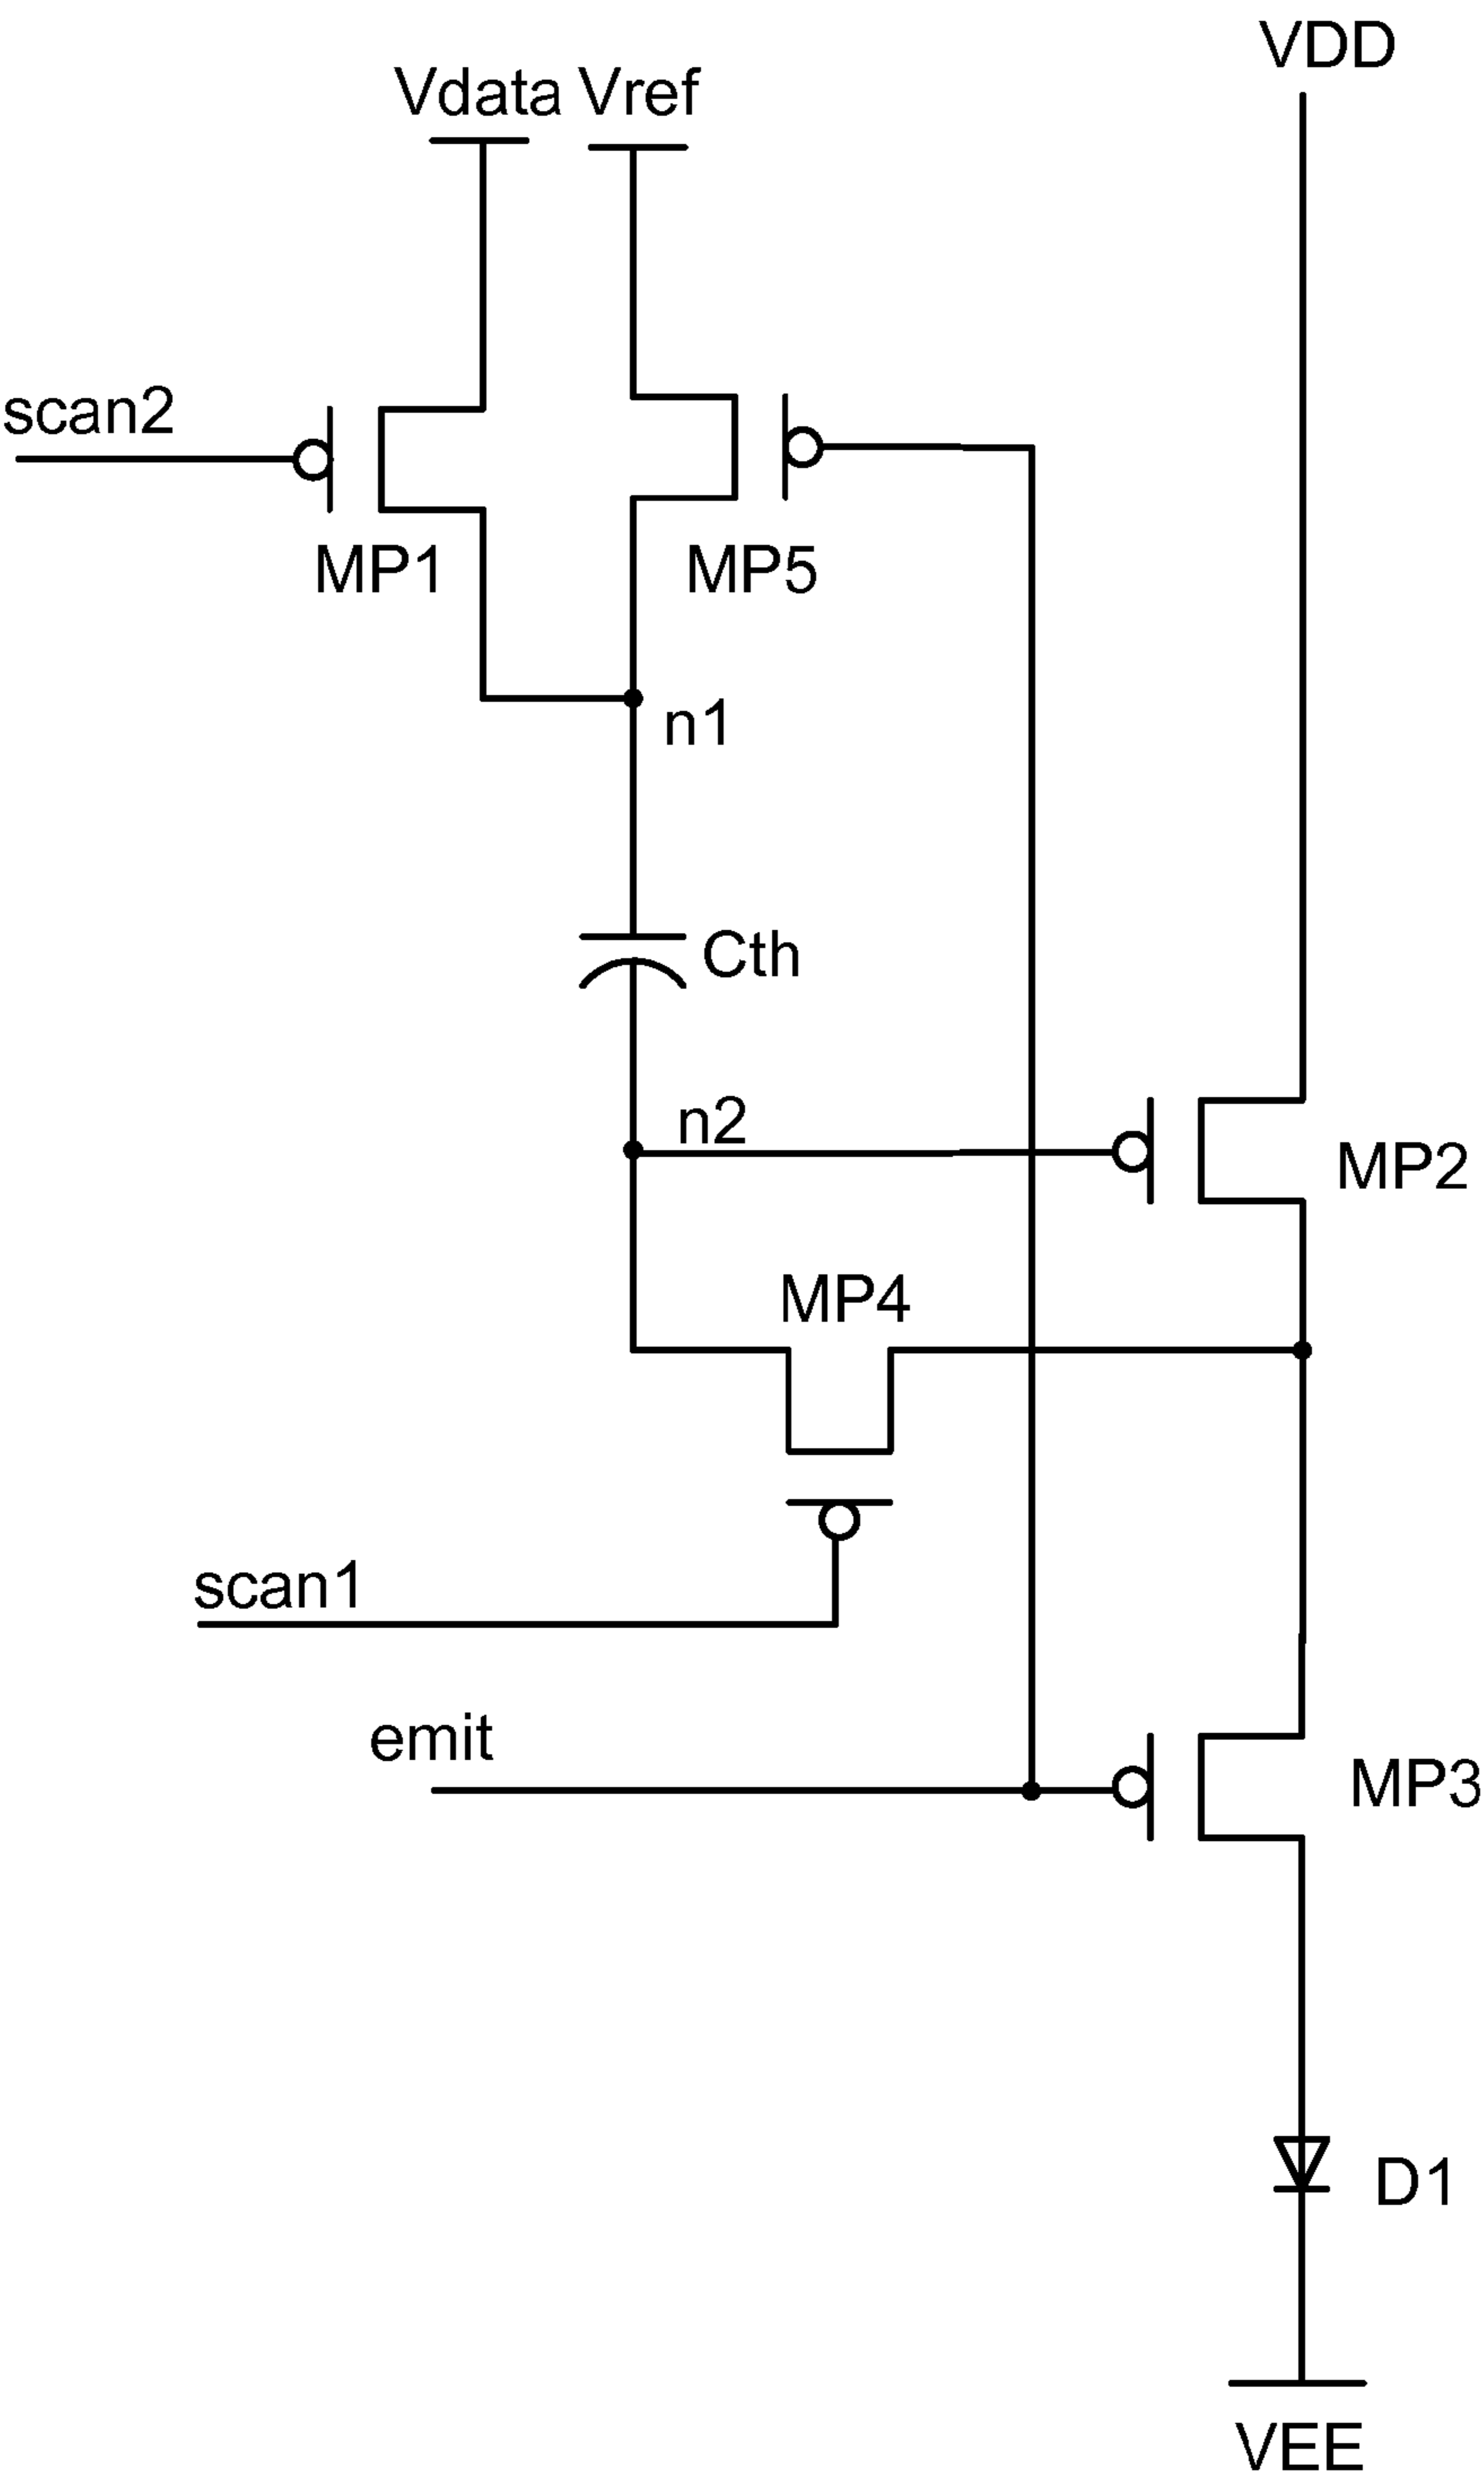 VDD
Vdata Vref
scan2
MP1
MP5
n1
Cth
n2
MP2
MP4
scan1
emit
MP3
D1
VEE